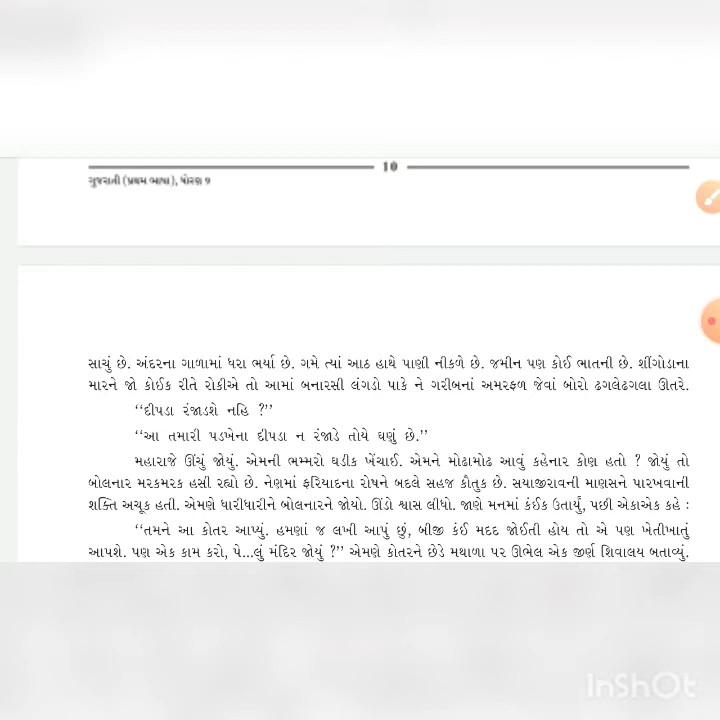 10
ગુજરાતી (પ્રથમ ભાષા), ધોરણ ૭
સાચું છે. અંદરના ગાળામાં ધરા ભર્યા છે. ગમે ત્યાં આઠ હાથે પાણી નીકળે છે. જમીન પણ કોઈ ભાતની છે. શીંગોડાના
મારને જો કોઈક રીતે રોકીએ તો આમાં બનારસી લંગડો પાકે ને ગરીબનાં અમરફળ જેવાં બોરો ઢગલેઢગલા ઊતરે.
‘‘દીપડા રંજાડશે નહિ ?’’
‘‘આ તમારી પડખેના દીપડા ન રંજાડે તોયે ઘણું છે.’’
મહારાજે ઊંચું જોયું. એમની ભમ્મરો ઘડીક ખેંચાઈ. એમને મોઢામોઢ આવું કહેનાર કોણ હતો ? જોયું તો
બોલનાર મરકમરક હસી રહ્યો છે. નેણમાં ફરિયાદના રોષને બદલે સહજ કૌતુક છે. સયાજીરાવની માણસને પારખવાની
શક્તિ અચૂક હતી. એમણે ધારીધારીને બોલનારને જોયો. ઊંડો શ્વાસ લીધો. જાણે મનમાં કંઈક ઉતાર્યું, પછી એકાએક કહે :
‘‘તમને આ કોતર આપ્યું. હમણાં જ લખી આપું છું, બીજી કંઈ મદદ જોઈતી હોય તો એ પણ ખેતીખાતું
આપશે. પણ એક કામ કરો, પે...લું મંદિર જોયું ?’’ એમણે કોતરને છેડે મથાળા પર ઊભેલ એક જીર્ણ શિવાલય બતાવ્યું.
InShOt